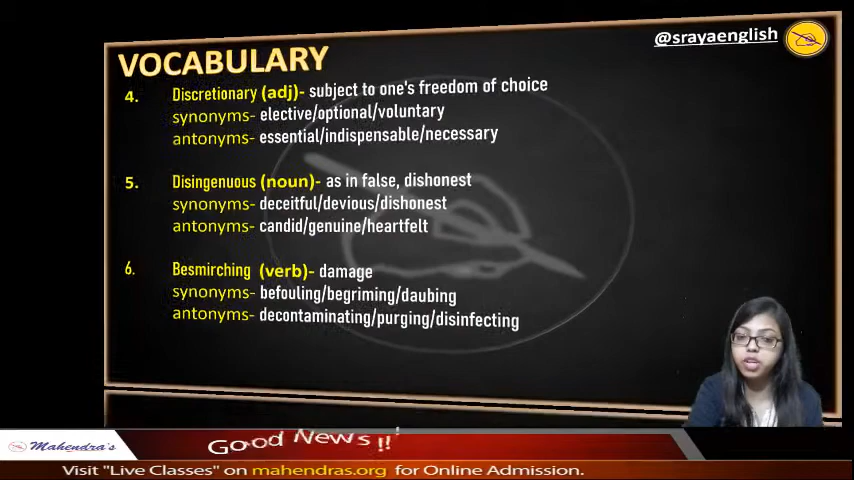 @srayaenglish
VOCABULARY
4. Discretionary (adj)- subject to one's freedom of choice
synonyms- elective/optional/voluntary
antonyms- essential/indispensable/necessary
5. Disingenuous (noun)- as in false, dishonest
synonyms- deceitful/devious/dishonest
antonyms- candid/genuine/heartfelt
6. Besmirching (verb)- damage
synonyms- befouling/begriming/daubing
antonyms- decontaminating/purging/disinfecting
Mahendra's
Good News !!
Visit "Live Classes" on mahendras.org for Online Admission.